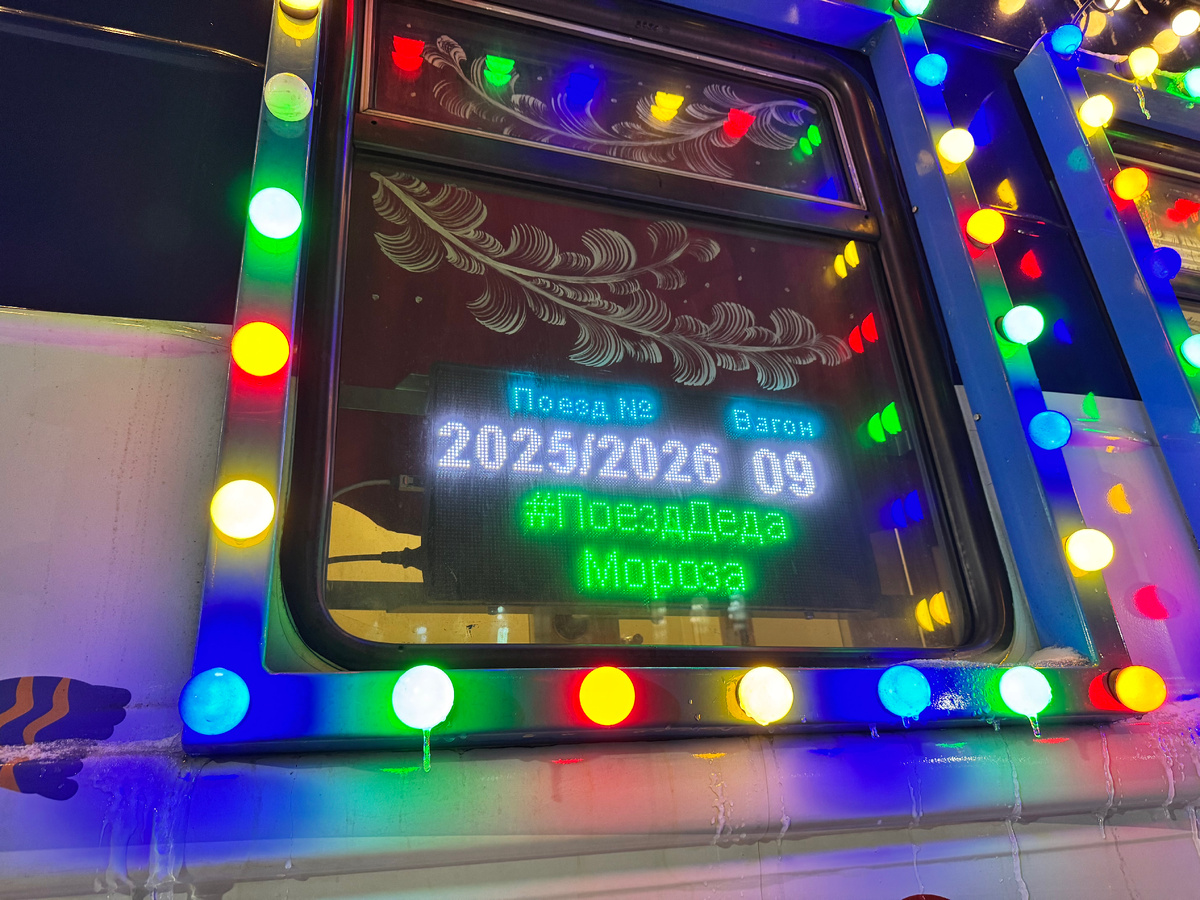 Поезд № Вагон
2025/2026 09
#ПоездДеда
Мороза